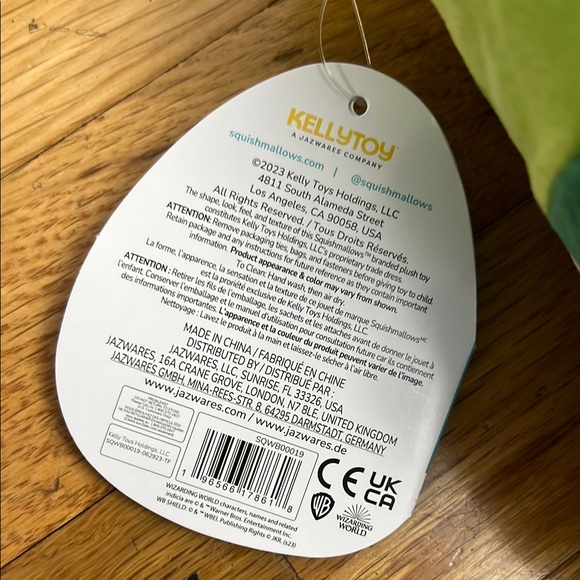 KELLYTOY
A JAZWARES COMPANY
squishmallows.com | @squishmallows
©2023 Kelly Toys Holdings, LLC
4811 South Alameda Street
Los Angeles, CA 90058, USA
All Rights Reserved / Tous Droits Réservés.
The shape, look, feel, and texture of this Squishmallows™ branded plush toy
constitutes Kelly Toys Holdings, LLC's proprietary trade dress.
ATTENTION: Remove packaging ties, bags, and fasteners before giving toy to child.
Retain package and any instructions for future reference as they contain important
information. Product appearance & color may vary from shown.
To Clean: Hand wash, then air dry.
La forme, l'apparence, la sensation et la texture de ce jouet de marque Squishmallows
est la propriété exclusive de Kelly Toys Holdings, LLC.
ATTENTION : Retirer les fils de l'emballage, les sachets et les attaches avant de donner le jouet à
l'enfant. Conservez l'emballage et le manuel d'utilisation pour consultation future car ils contiennent
des informations importantes. L'apparence et la couleur du produit peuvent varier de l'image.
Nettoyage : Lavez le produit à la main et laissez-le sécher à l'air libre.
MADE IN CHINA / FABRIQUÉ EN CHINE
DISTRIBUTED BY / DISTRIBUÉ PAR :
JAZWARES, LLC. SUNRISE, FL 33326, USA
JAZWARES, 16A CRANE GROVE, LONDON, N7 8LE, UNITED KINGDOM
JAZWARES GMBH, MINA-REES-STR. 8, 64295 DARMSTADT, GERMANY
www.jazwares.com / www.jazwares.de
Kelly Toys Holdings, LLC
SQWB00019-062923-TF
SQWB00019
1 96566 17861 8
CE UK
CA
WB
WIZARDING
WORLD
WIZARDING WORLD characters, names and related
indicia are © & ™ Warner Bros. Entertainment Inc.
WB SHIELD: © & ™ WBEI. Publishing Rights © JKR. (s23)